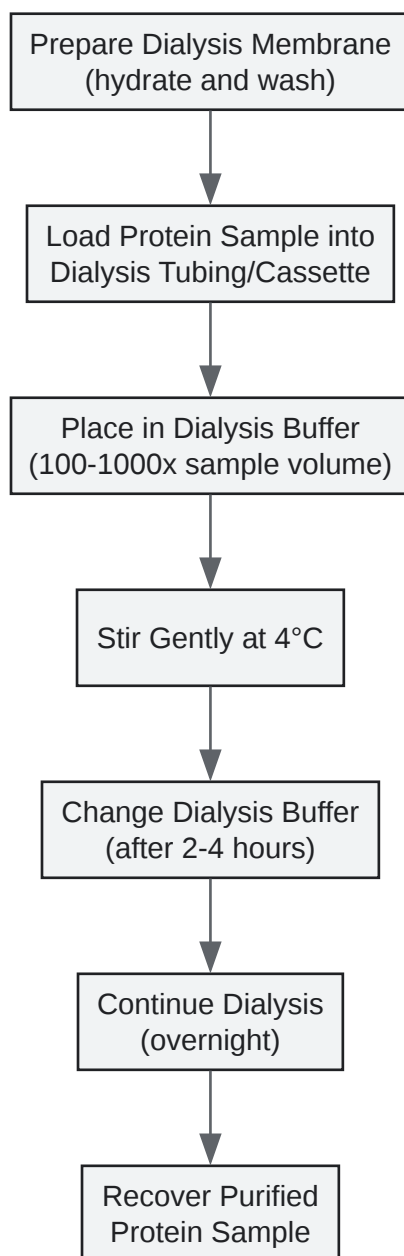 Prepare Dialysis Membrane
(hydrate and wash)
Load Protein Sample into
Dialysis Tubing/Cassette
Place in Dialysis Buffer
(100-1000x sample volume)
Stir Gently at 4°C
Change Dialysis Buffer
(after 2-4 hours)
Continue Dialysis
(overnight)
Recover Purified
Protein Sample